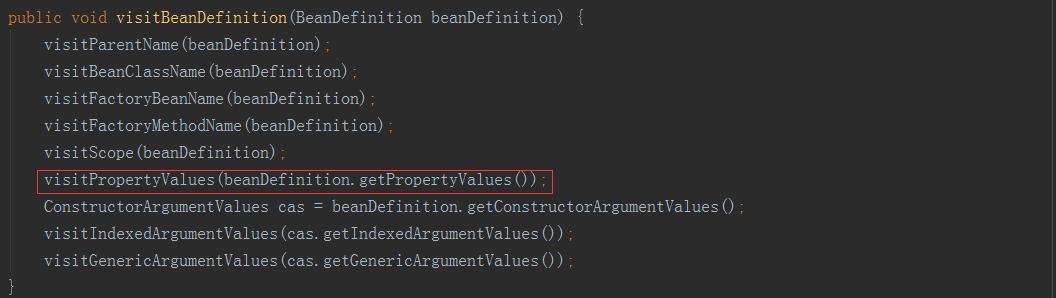 public void visitBeanDefinition(BeanDefinition beanDefinition) {
visitParentName(beanDefinition);
visitBeanClassName(beanDefinition);
visitFactoryBeanName(beanDefinition);
visitFactoryMethodName(beanDefinition);
visitScope(beanDefinition);
visitPropertyValues(beanDefinition.getPropertyValues());
ConstructorArgumentValues cas = beanDefinition.getConstructorArgumentValues();
visitIndexedArgumentValues(cas.getIndexedArgumentValues());
visitGenericArgumentValues(cas.getGenericArgumentValues());
}